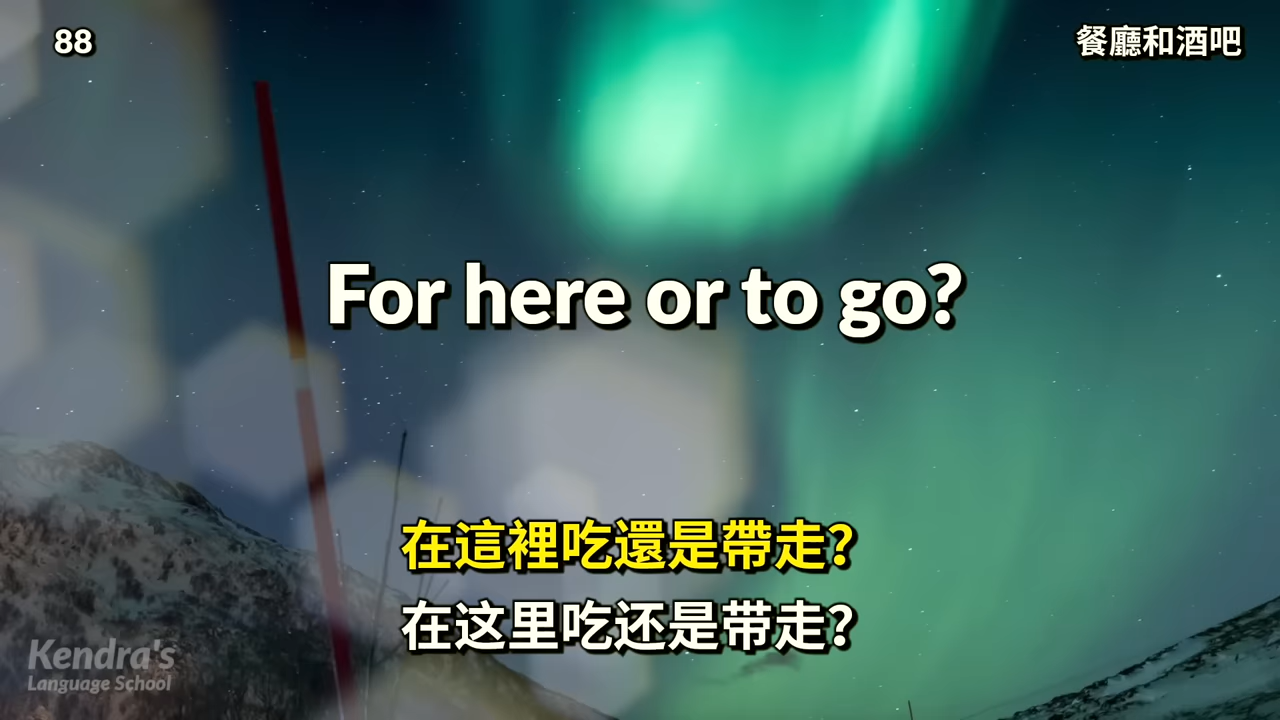 88
餐廳和酒吧
For here or to go?
在這裡吃還是帶走?
在这里吃还是带走?
Kendra's
Language School